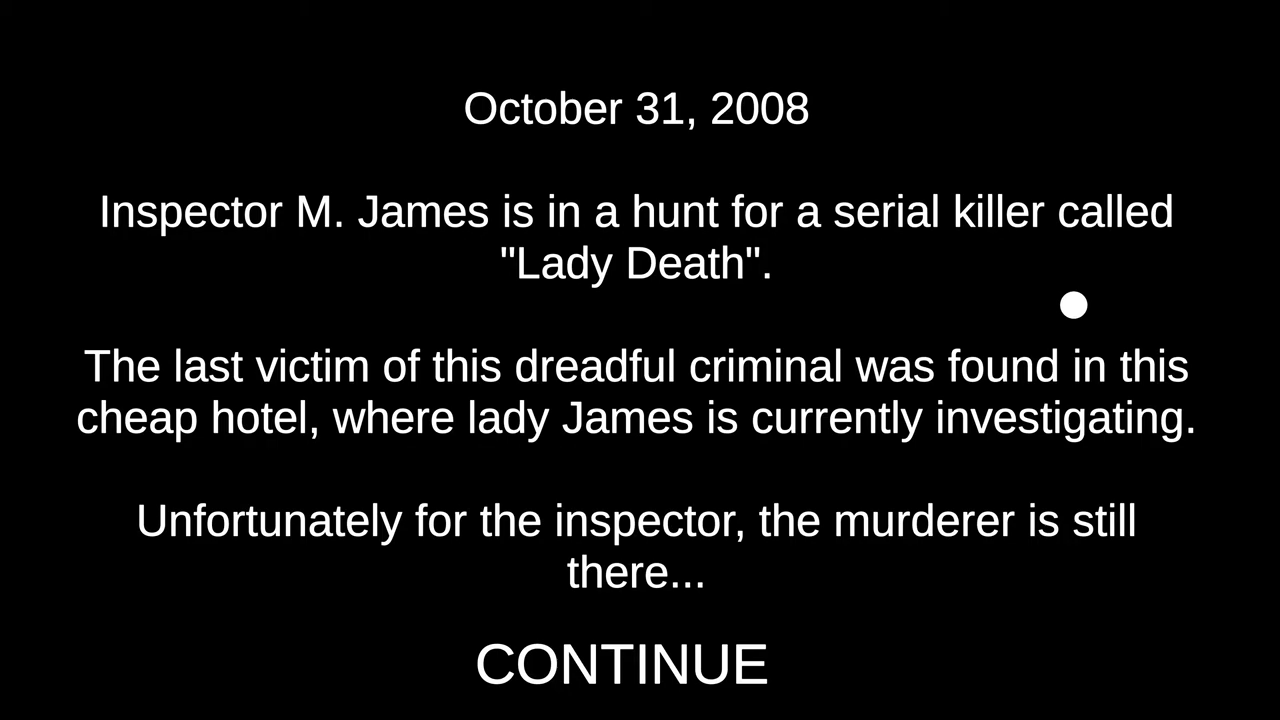 October 31, 2008
Inspector M. James is in a hunt for a serial killer called
"Lady Death".
The last victim of this dreadful criminal was found in this
cheap hotel, where lady James is currently investigating.
Unfortunately for the inspector, the murderer is still
there...
CONTINUE